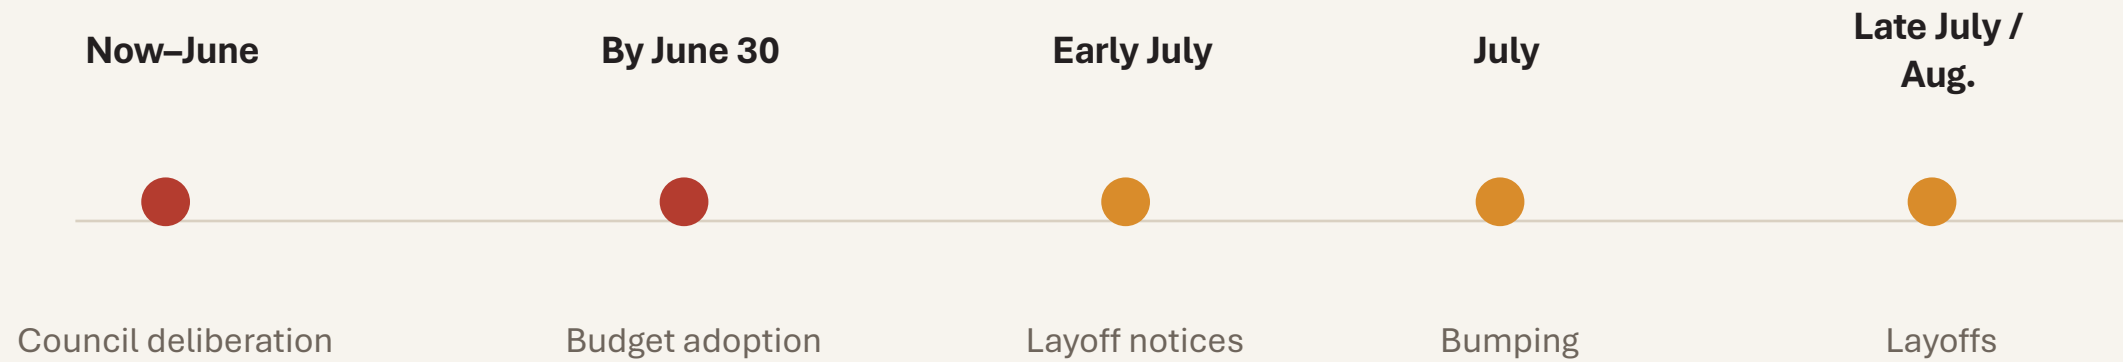 Now–June
By June 30
Early July
July
Late July /
Aug.
Council deliberation
Budget adoption
Layoff notices
Bumping
Layoffs